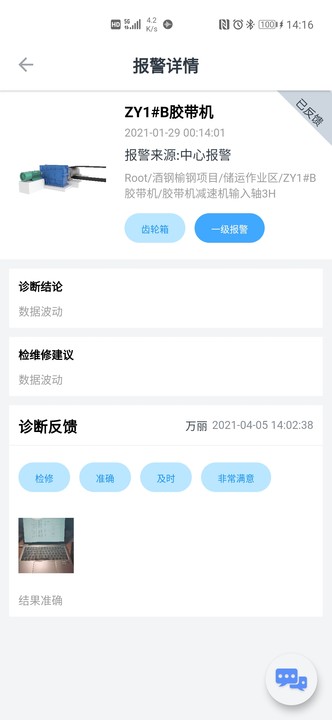 HD 5G 4.2 K/s 100 14:16
报警详情
已反馈
ZY1#B胶带机
2021-01-29 00:14:01
报警来源:中心报警
Root/酒钢榆钢项目/储运作业区/ZY1#B
胶带机/胶带机减速机输入轴3H
齿轮箱 一级报警
诊断结论
数据波动
检维修建议
数据波动
诊断反馈 万丽 2021-04-05 14:02:38
检修 准确 及时 非常满意
结果准确